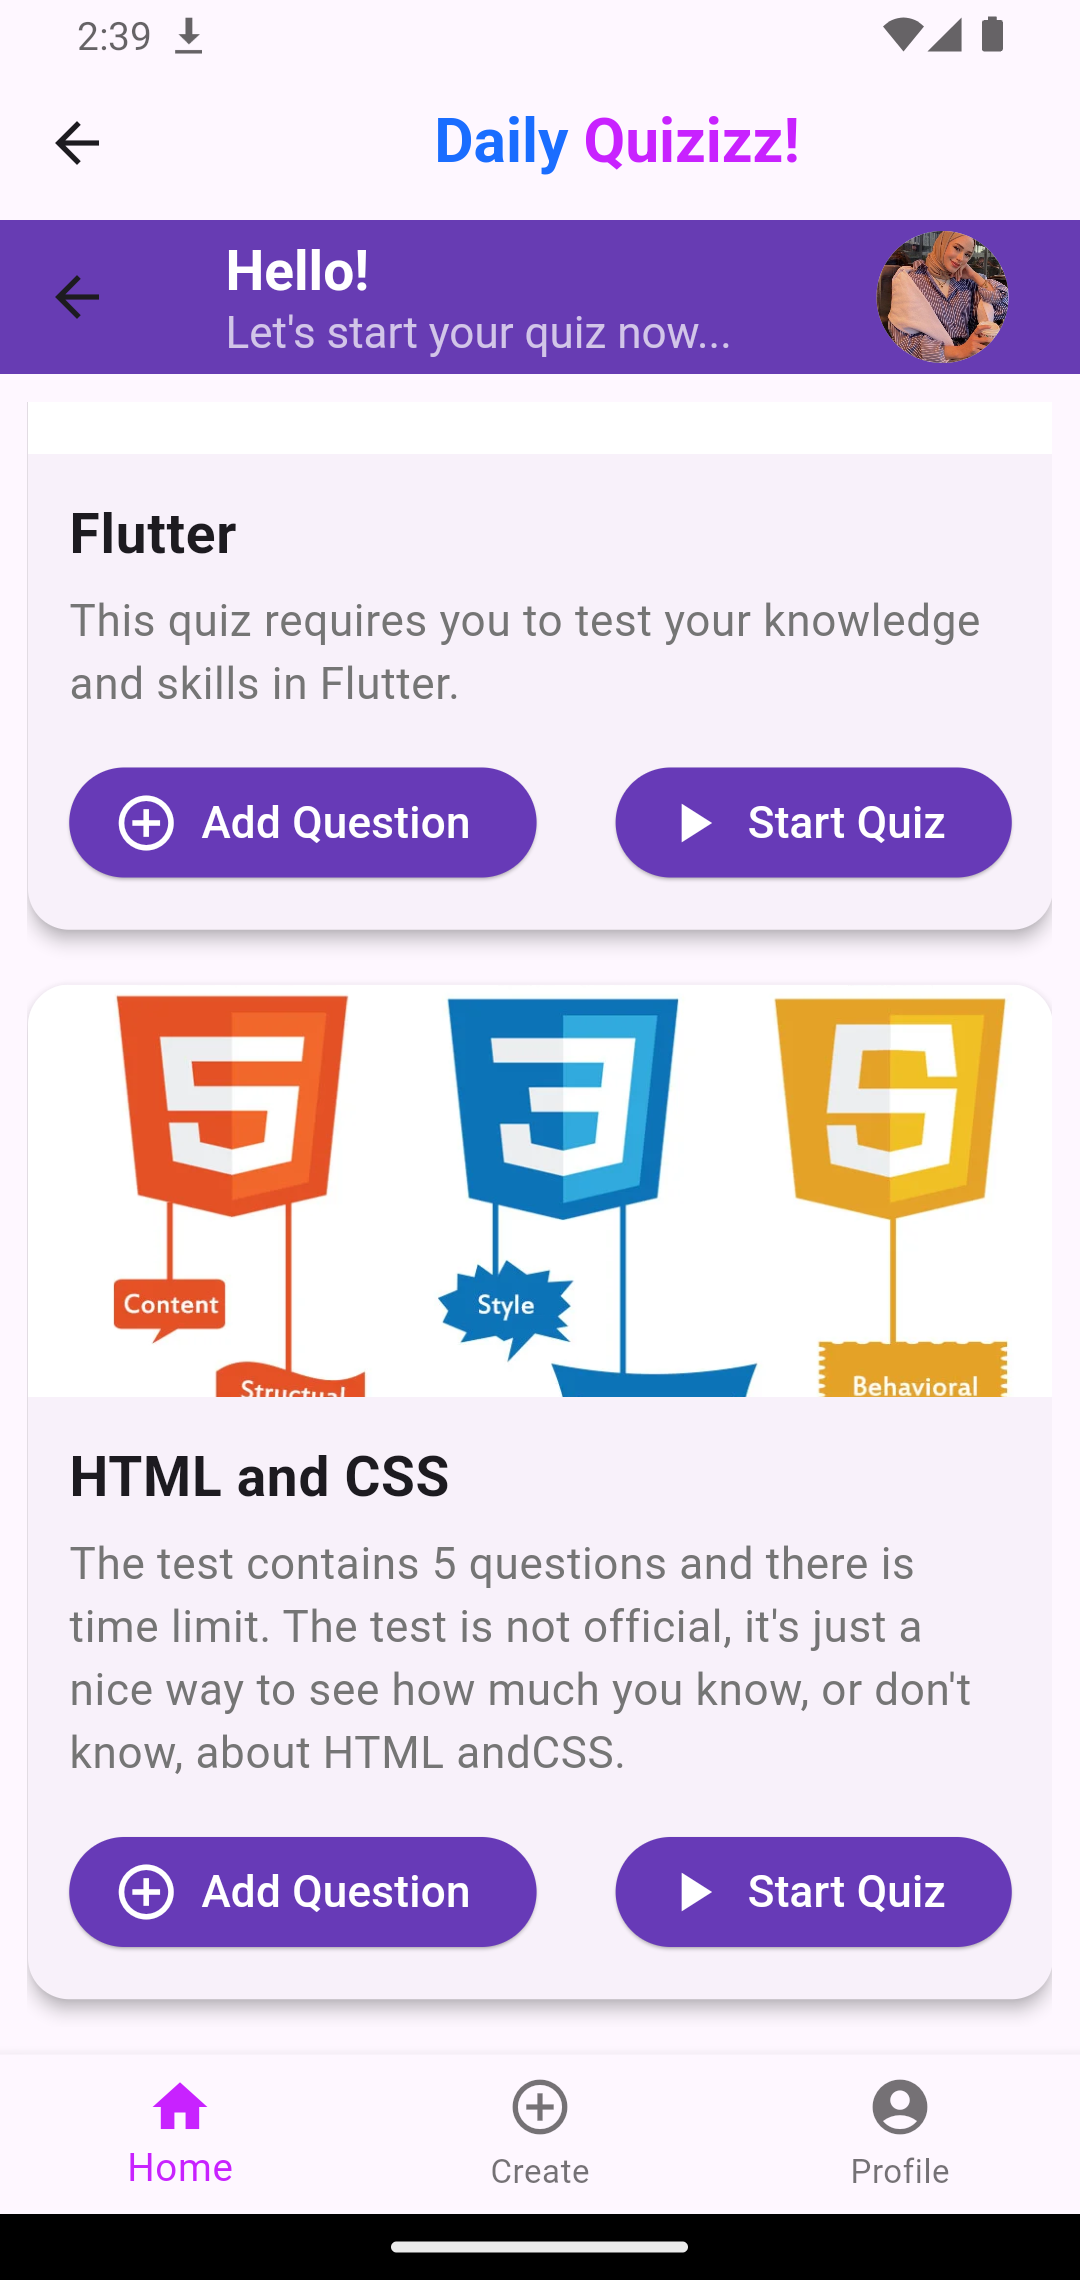 2:39
Daily Quizizz!
Hello!
Let's start your quiz now...
Flutter
This quiz requires you to test your knowledge
and skills in Flutter.
Add Question
Start Quiz
Content
Style
Structual
Behavioral
HTML and CSS
The test contains 5 questions and there is
time limit. The test is not official, it's just a
nice way to see how much you know, or don't
know, about HTML andCSS.
Add Question
Start Quiz
Home
Create
Profile